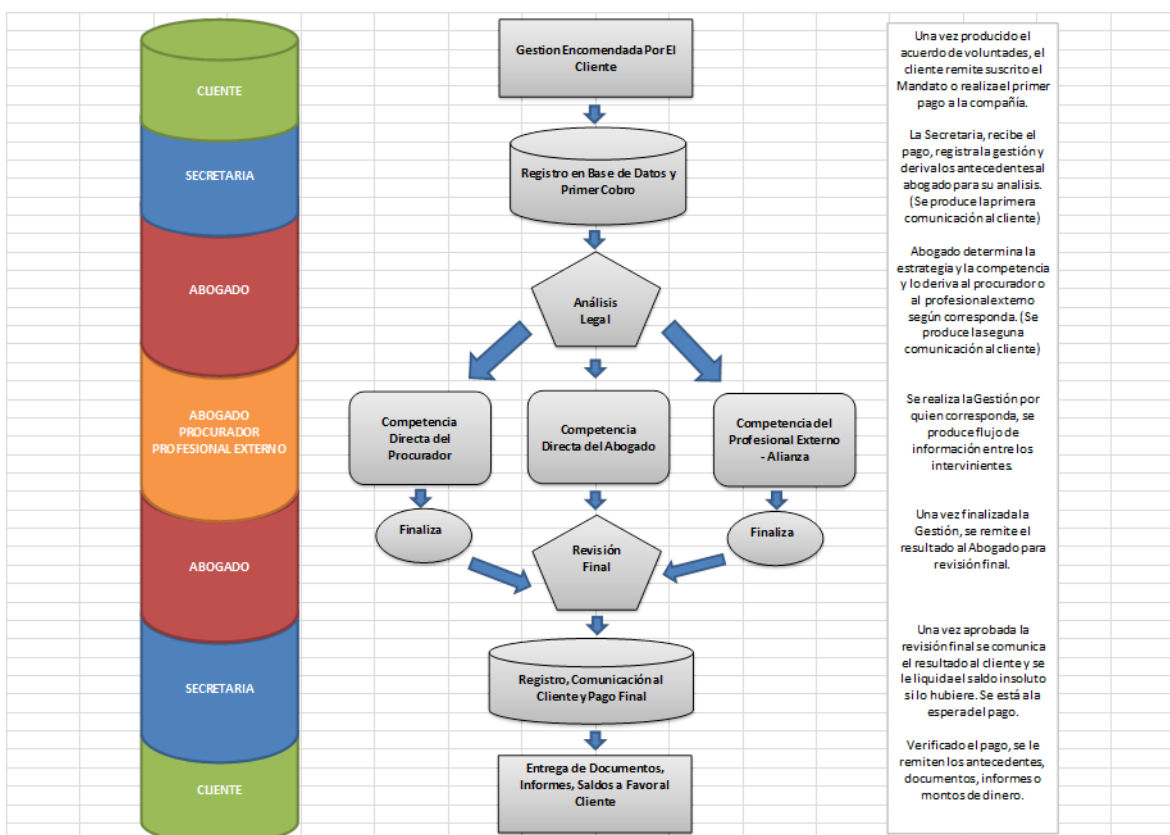 CLIENTE
SECRETARIA
ABOGADO
ABOGADO
PROCURADOR
PROFESIONAL EXTERNO
ABOGADO
SECRETARIA
CLIENTE
Gestion Encomendada Por El
Cliente
Registro en Base de Datos y
Primer Cobro
Análisis
Legal
Competencia
Directa del
Procurador
Competencia
Directa del Abogado
Competencia del
Profesional Externo
- Alianza
Finaliza
Revisión
Final
Finaliza
Registro, Comunicación al
Cliente y Pago Final
Entrega de Documentos,
Informes, Saldos a Favor al
Cliente
Una vez producido el
acuerdo de voluntades, el
cliente remite suscrito el
Mandato o realiza el primer
pago a la compañía.
La Secretaria, recibe el
pago, registra la gestión y
deriva los antecedentes al
abogado para su analisis.
(Se produce la primera
comunicación al cliente)
Abogado determina la
estrategia y la competencia
y lo deriva al procurador o
al profesional externo
según corresponda. (Se
produce la seguna
comunicación al cliente)
Se realiza la Gestión por
quien corresponda, se
produce flujo de
información entre los
intervinientes.
Una vez finalizada la
Gestión, se remite el
resultado al Abogado para
revisión final.
Una vez aprobada la
revisión final se comunica
el resultado al cliente y se
le liquida el saldo insoluto
si lo hubiere. Se está a la
espera del pago.
Verificado el pago, se le
remiten los antecedentes,
documentos, informes o
montos de dinero.